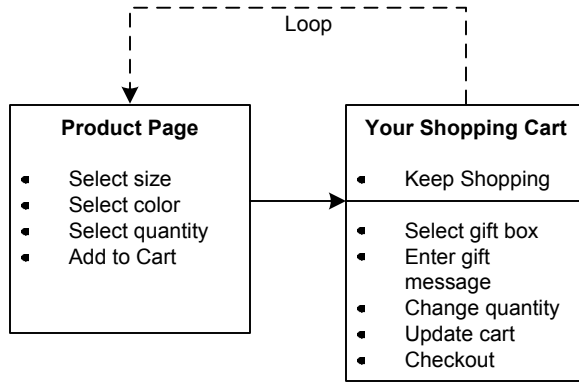 Loop
Product Page
Select size
Select color
Select quantity
Add to Cart
Your Shopping Cart
Keep Shopping
Select gift box
Enter gift
message
Change quantity
Update cart
Checkout